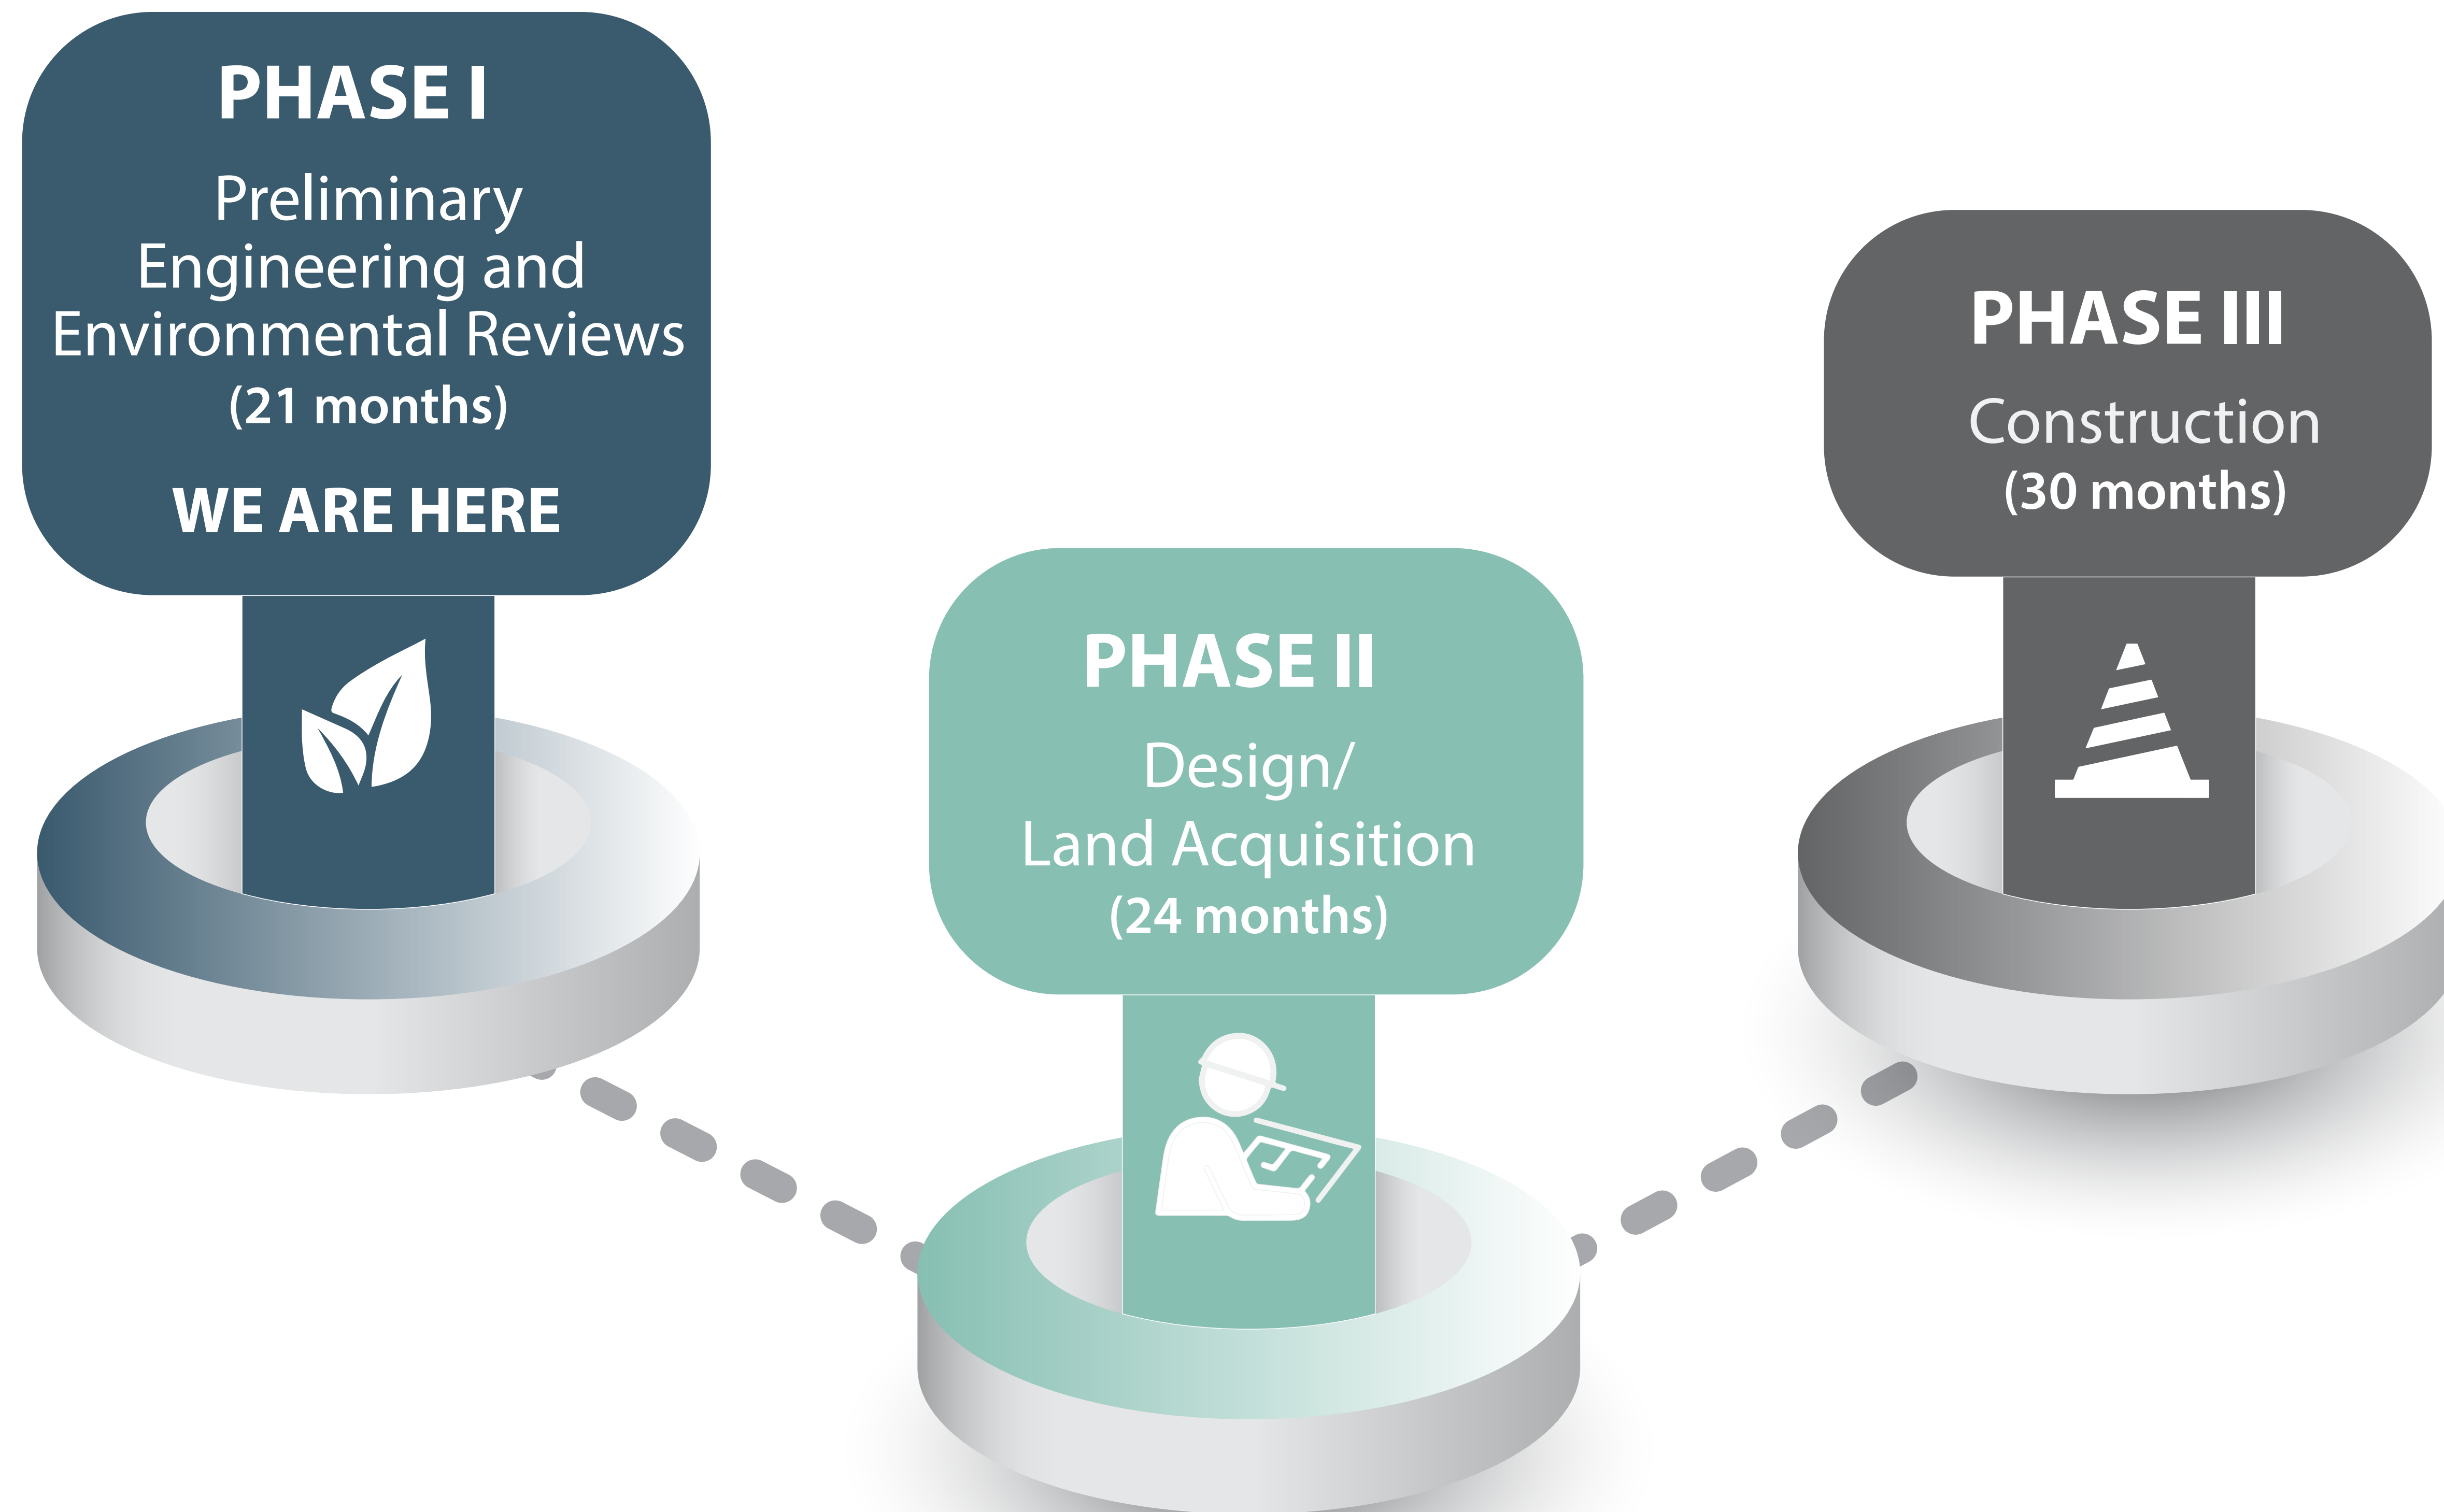 PHASE I
Preliminary
Engineering and
Environmental Reviews
(21 months)
WE ARE HERE
PHASE II
Design/
Land Acquisition
(24 months)
PHASE III
Construction
(30 months)